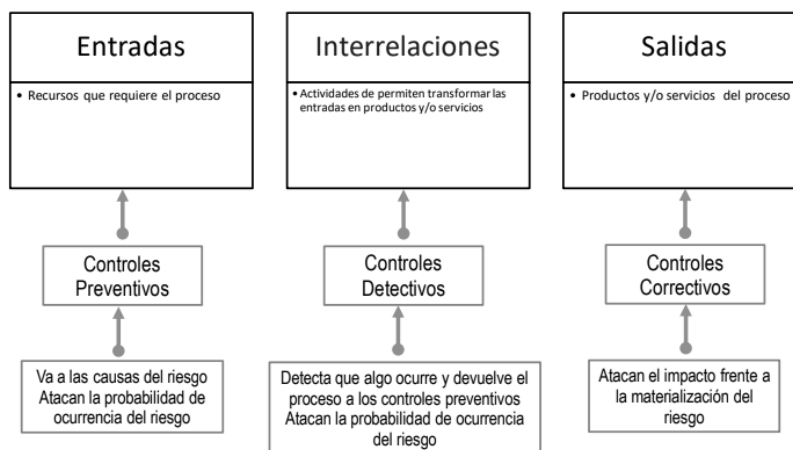 Entradas
• Recursos que requiere el proceso
Interrelaciones
• Actividades de permiten transformar las
entradas en productos y/o servicios
Salidas
• Productos y/o servicios del proceso
Controles
Preventivos
Controles
Detectivos
Controles
Correctivos
Va a las causas del riesgo
Atacan la probabilidad de
ocurrencia del riesgo
Detecta que algo ocurre y devuelve el
proceso a los controles preventivos
Atacan la probabilidad de ocurrencia
del riesgo
Atacan el impacto frente a
la materialización del
riesgo